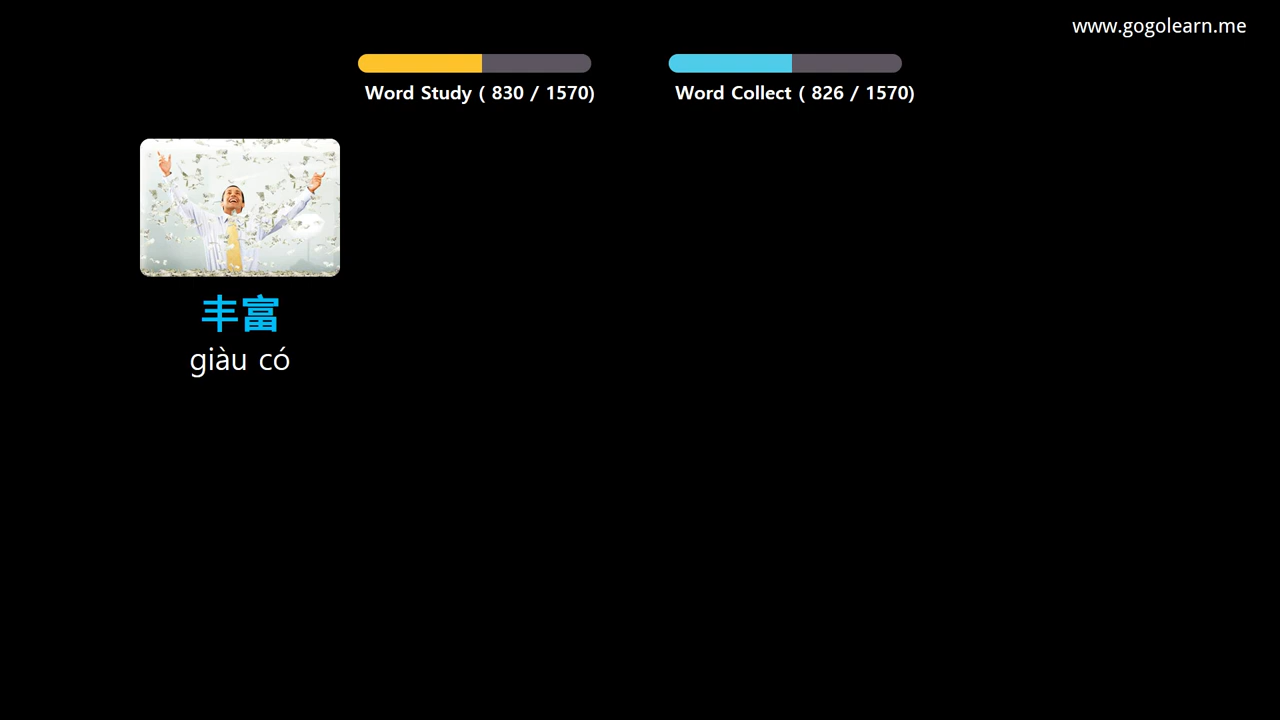 www.gogolearn.me
Word Study ( 830 / 1570)
Word Collect ( 826 / 1570)
丰富
giàu có